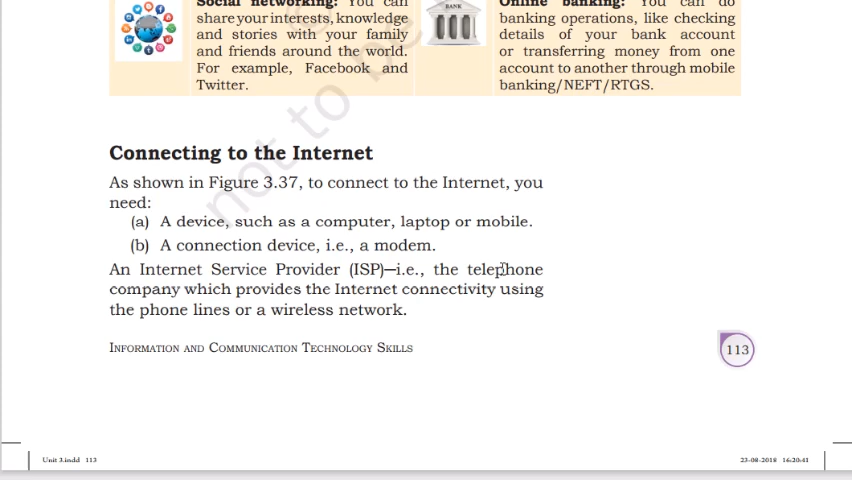 Social networking: You can
share your interests, knowledge
and stories with your family
and friends around the world.
For example, Facebook and
Twitter.
BANK
Online banking: You can do
banking operations, like checking
details of your bank account
or transferring money from one
account to another through mobile
banking/NEFT/RTGS.
not to be
Connecting to the Internet
As shown in Figure 3.37, to connect to the Internet, you
need:
(a) A device, such as a computer, laptop or mobile.
(b) A connection device, i.e., a modem.
An Internet Service Provider (ISP)—i.e., the telephone
company which provides the Internet connectivity using
the phone lines or a wireless network.
Information and Communication Technology Skills
113
Unit 3.indd 113
23-08-2018 16:20:41